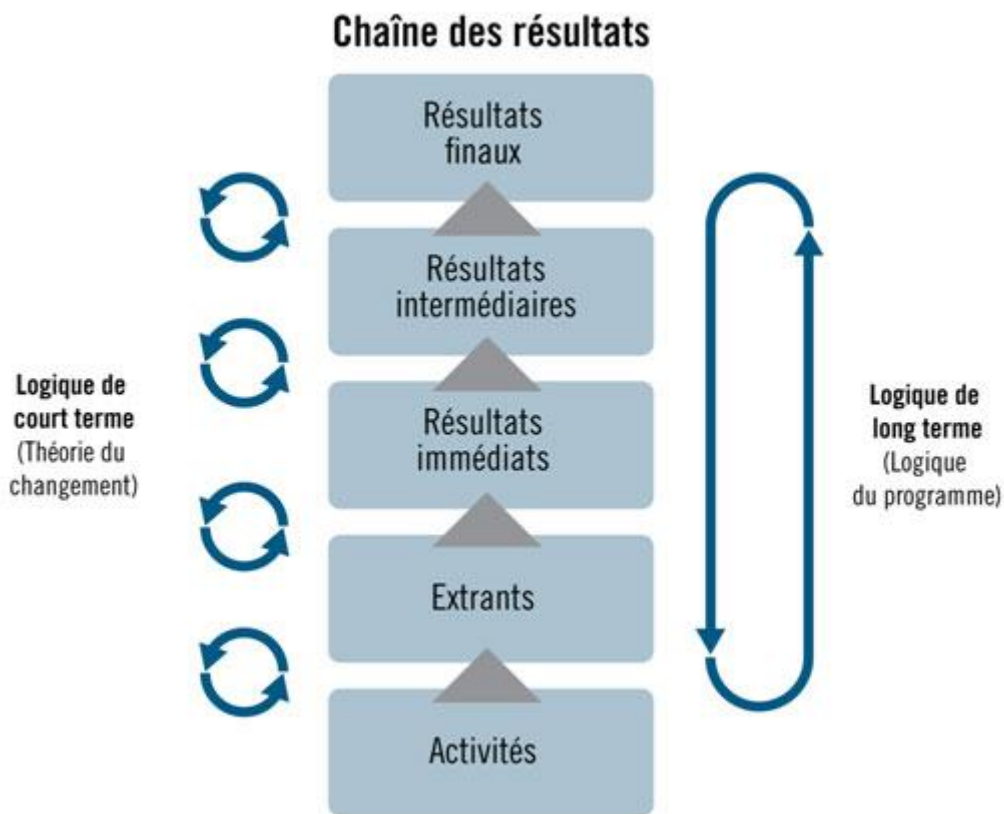 Chaîne des résultats
Résultats
finaux
Résultats
intermédiaires
Résultats
immédiats
Extrants
Activités
Logique de
court terme
(Théorie du
changement)
Logique de
long terme
(Logique
du programme)